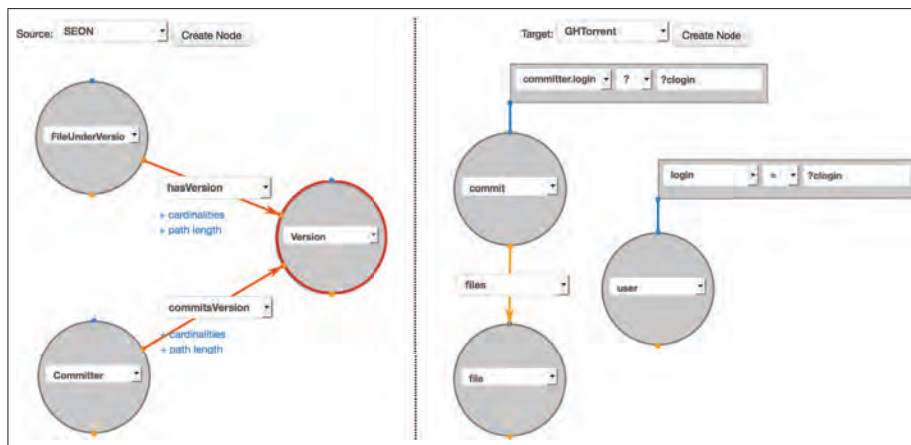 Source: SEON Create Node
Target: GHTorrent Create Node
committer.login ? ?clogin
FileUnderVersio
login = ?clogin
hasVersion
commit
+ cardinalities
+ path length
Version
files
user
commitsVersion
+ cardinalities
+ path length
Committer
file